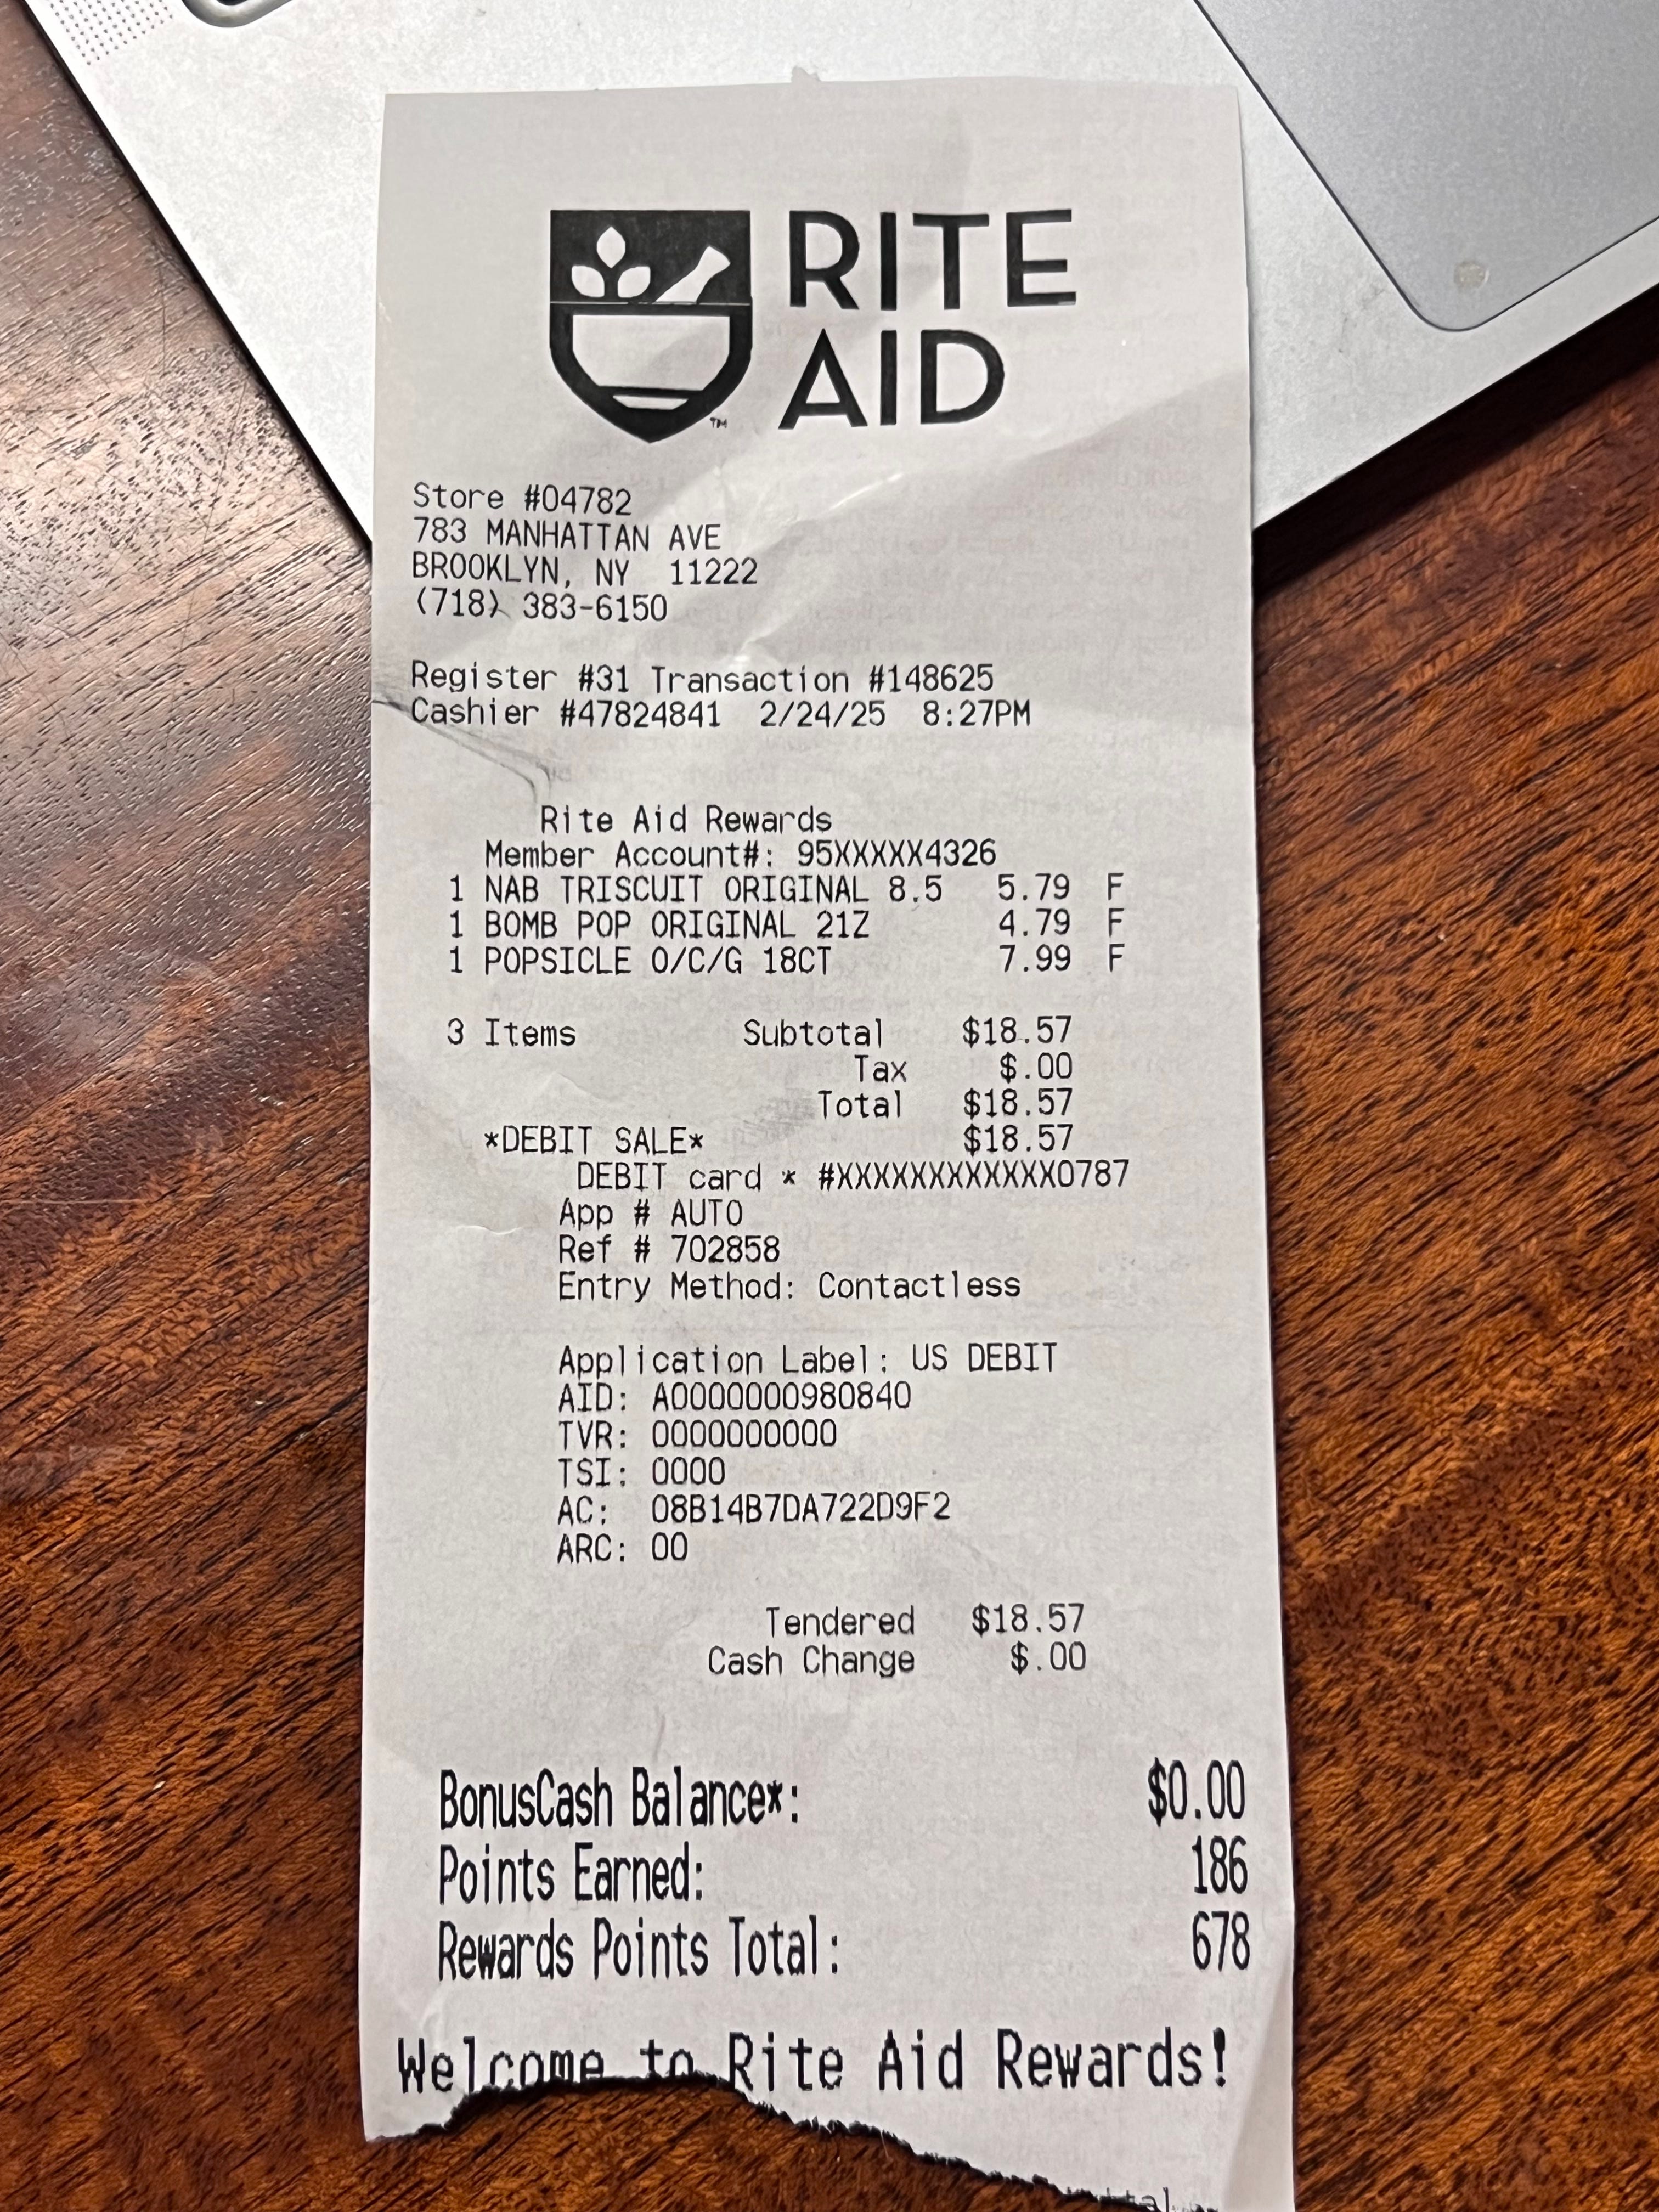 RITE
AID
TM
Store #04782
783 MANHATTAN AVE
BROOKLYN, NY 11222
(718) 383-6150
Register #31 Transaction #148625
Cashier #47824841 2/24/25 8:27PM
Rite Aid Rewards
Member Account#: 95XXXXX4326
1 NAB TRISCUIT ORIGINAL 8.5 5.79 F
1 BOMB POP ORIGINAL 21Z 4.79 F
1 POPSICLE O/C/G 18CT 7.99 F
3 Items Subtotal $18.57
Tax $.00
Total $18.57
*DEBIT SALE* $18.57
DEBIT card * #XXXXXXXXXXXX0787
App # AUTO
Ref # 702858
Entry Method: Contactless
Application Label: US DEBIT
AID: A0000000980840
TVR: 0000000000
TSI: 0000
AC: 08B14B7DA722D9F2
ARC: 00
Tendered $18.57
Cash Change $.00
BonusCash Balance*: $0.00
Points Earned: 186
Rewards Points Total: 678
Welcome to Rite Aid Rewards!